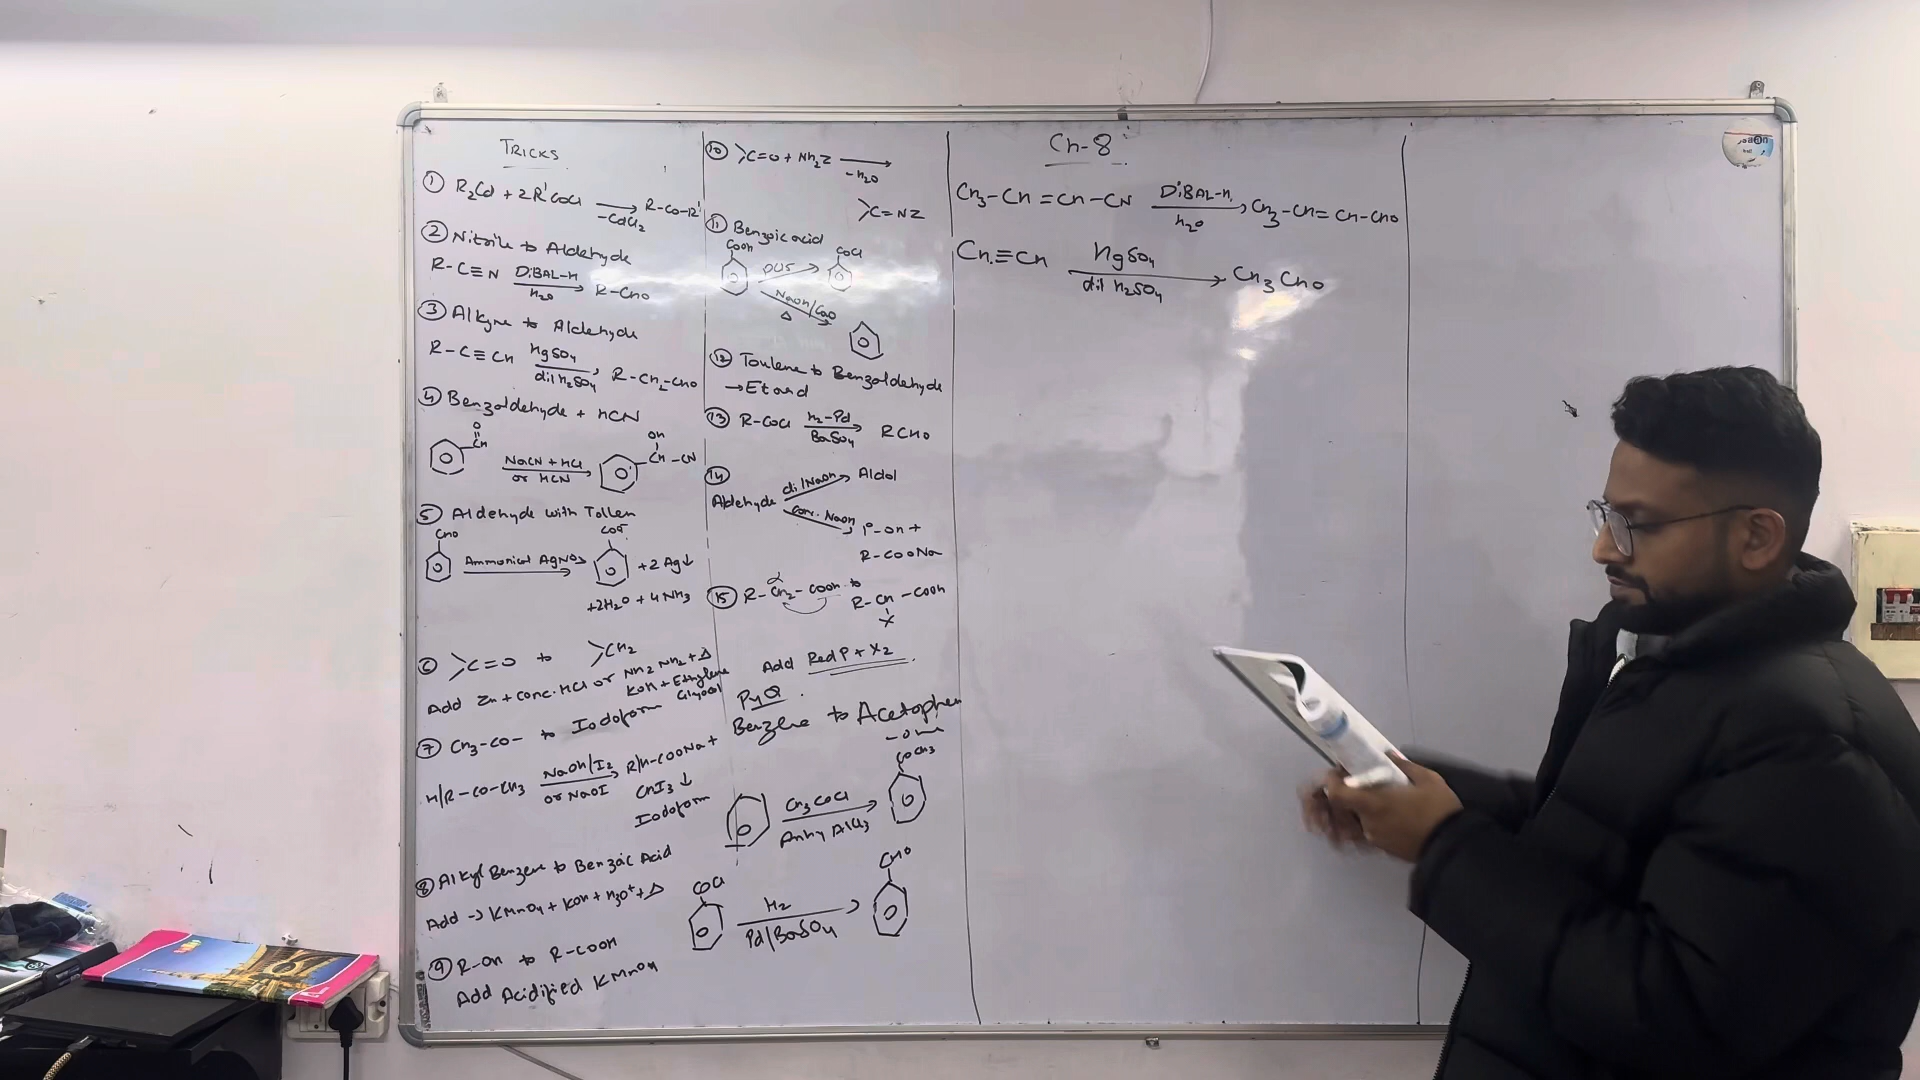 TRICKS
① R₂Cd + 2R'COCl → R-CO-R'
-CdCl₂
② Nitrile to Aldehyde
R-C≡N DiBAL-H → R-CHO
H₂O
③ Alkyne to Aldehyde
R-C≡CH HgSO₄ → R-CH₂-CHO
dil H₂SO₄
④ Benzaldehyde + HCN
O
CH
NaCN + HCl
or HCN
OH
CH-CN
⑤ Aldehyde with Tollen
CHO
Ammonical AgNO₃ →
COO⁻
+2Ag↓
+2H₂O + 4NH₃
⑥ >C=O to >CH₂
Add Zn + conc. HCl or NH₂NH₂ + Δ
KOH + Ethylene
Glycol
⑦ CH₃-CO- to Iodoform
H/R-CO-CH₃ NaOH/I₂ → R/H-COONa +
or NaOI
CHI₃↓
Iodoform
⑧ Alkyl Benzene to Benzoic Acid
Add → KMnO₄ + KOH + H₃O⁺ + Δ
⑨ R-OH to R-COOH
Add Acidified KMnO₄
⑩ >C=O + NH₂Z →
-H₂O
>C=NZ
⑪ Benzoic acid
COOH
PCl5 →
COCl
NaOH/CaO →
Δ
⑫ Toulene to Benzaldehyde
→ Etard
⑬ R-COCl H₂-Pd → RCHO
BaSO₄
⑭
Aldehyde
dil NaOH → Aldol
conc. NaOH → 1°-OH +
R-COONa
⑮ R-CH₂-COOH to
α
R-CH-COOH
X
Add Red P + X₂
PYQ
Benzene to Acetophen
-one
COCH₃
CH₃COCl →
Anhy AlCl₃
COCl
H₂ →
Pd/BaSO₄
CHO
CH-8
CH₃-CH=CH-CN DiBAL-H → CH₃-CH=CH-CHO
H₂O
CH≡CH HgSO₄ → CH₃CHO
dil H₂SO₄